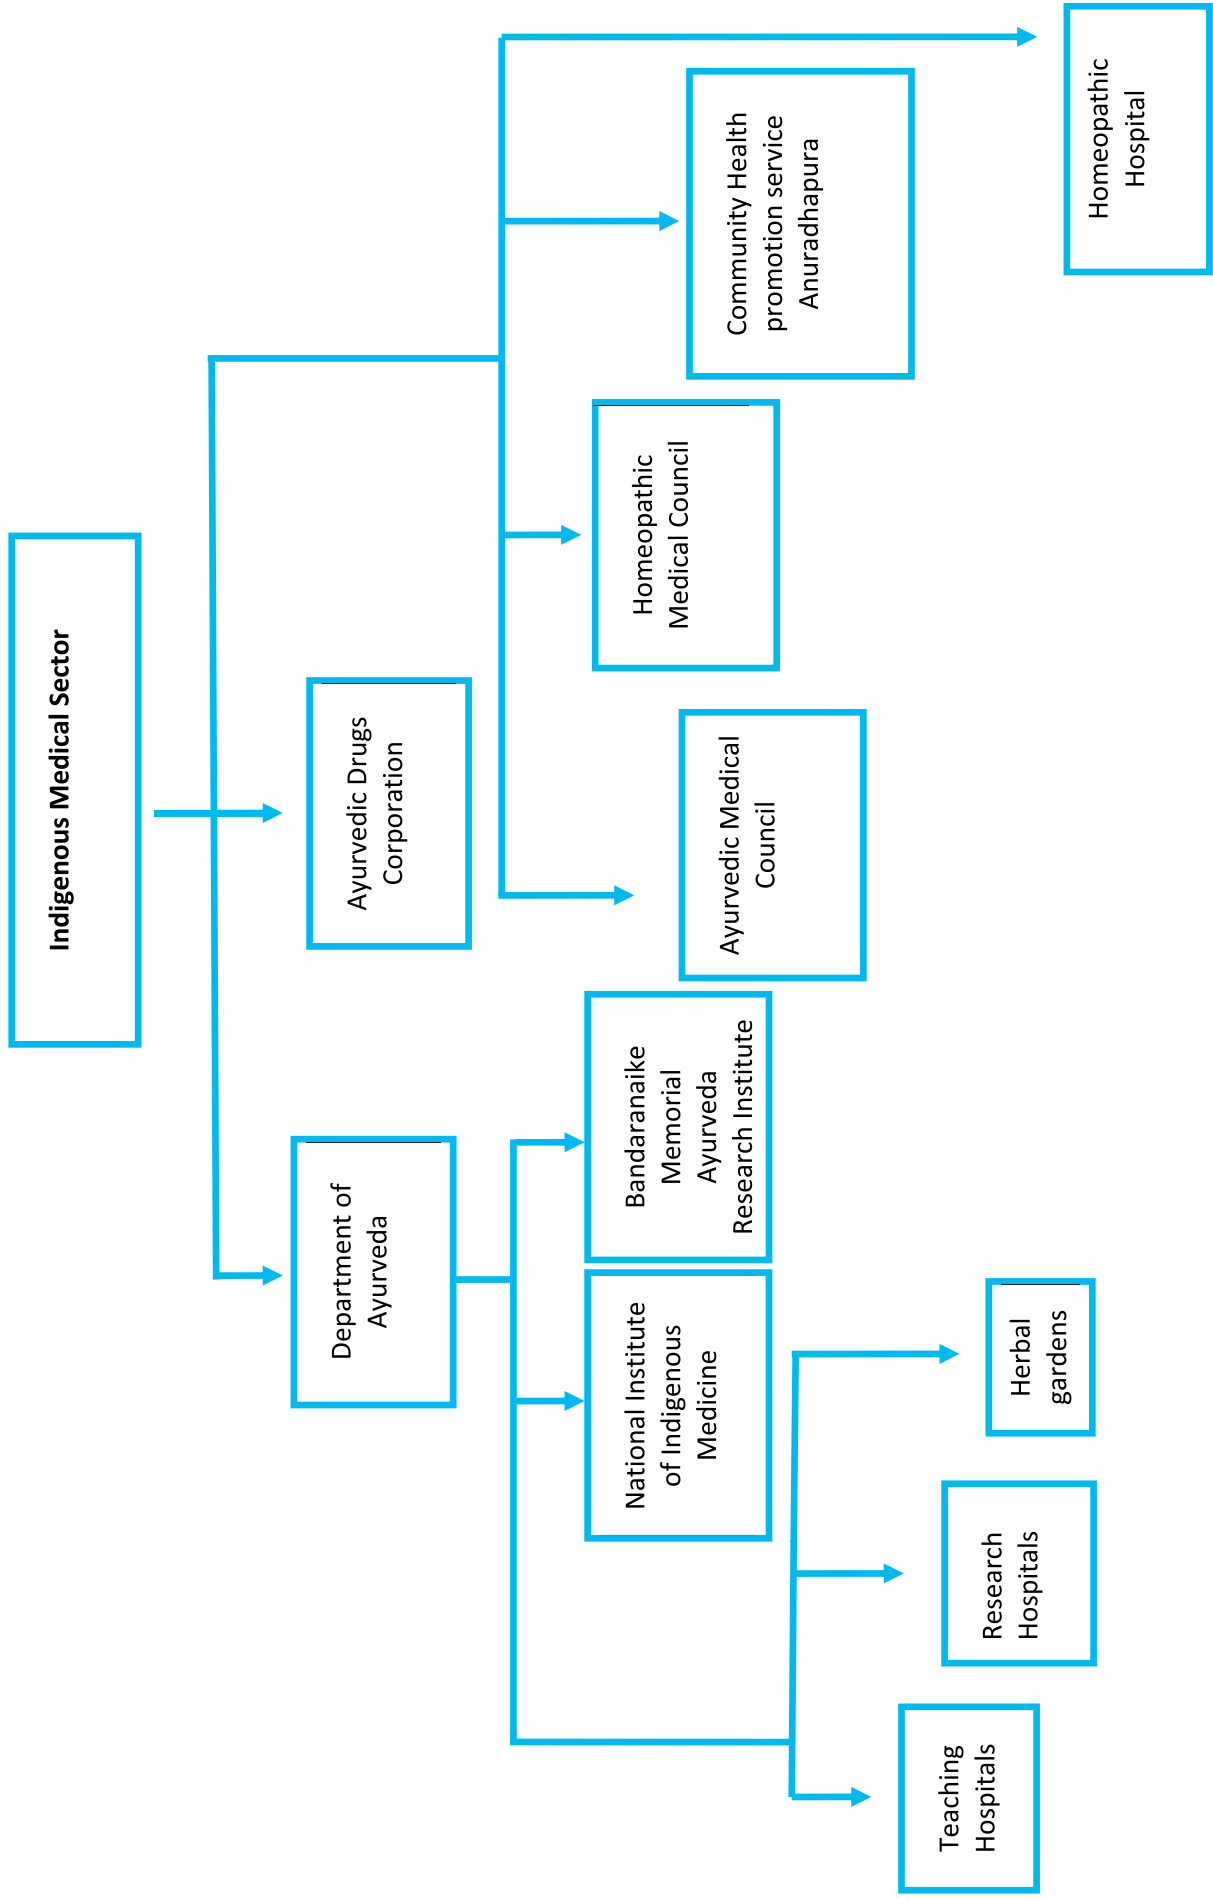 Indigenous Medical Sector
Department of
Ayurveda
Ayurvedic Drugs
Corporation
National Institute
of Indigenous
Medicine
Bandaranaike
Memorial
Ayurveda
Research Institute
Ayurvedic Medical
Council
Homeopathic
Medical Council
Community Health
promotion service
Anuradhapura
Homeopathic
Hospital
Teaching
Hospitals
Research
Hospitals
Herbal
gardens